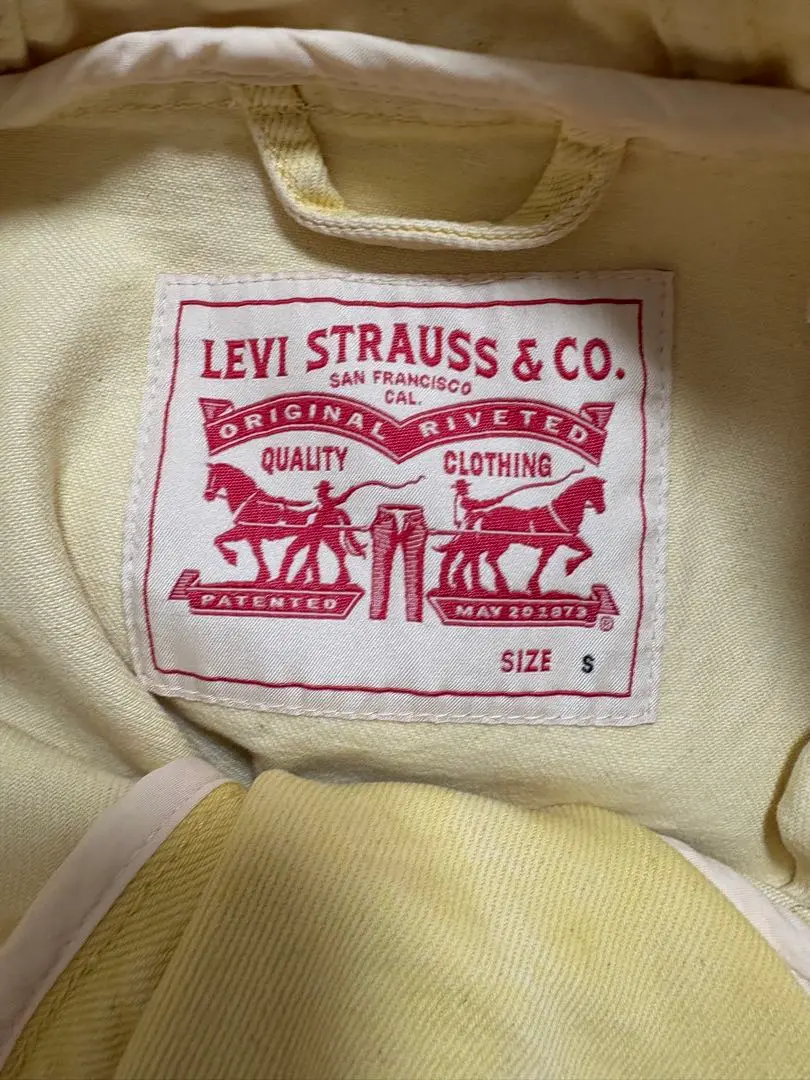 LEVI STRAUSS & CO.
SAN FRANCISCO
CAL.
ORIGINAL RIVETED
QUALITY CLOTHING
PATENTED MAY 20 1873
®
SIZE S